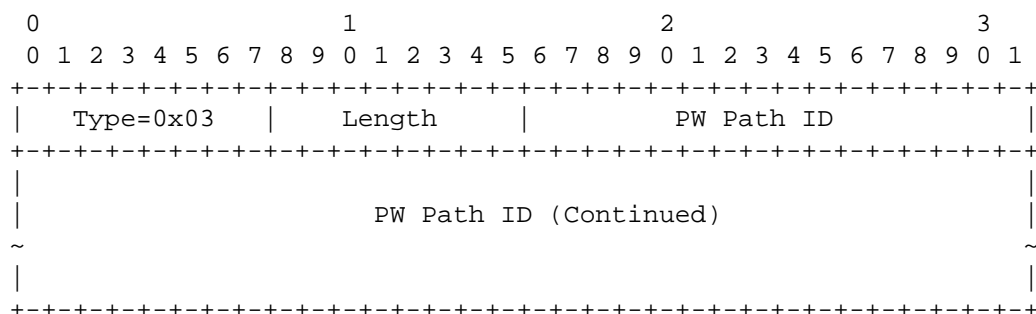 0                   1                   2                   3
 0 1 2 3 4 5 6 7 8 9 0 1 2 3 4 5 6 7 8 9 0 1 2 3 4 5 6 7 8 9 0 1
+-+-+-+-+-+-+-+-+-+-+-+-+-+-+-+-+-+-+-+-+-+-+-+-+-+-+-+-+-+-+-+-+
|   Type=0x03   |    Length     |         PW Path ID            |
+-+-+-+-+-+-+-+-+-+-+-+-+-+-+-+-+-+-+-+-+-+-+-+-+-+-+-+-+-+-+-+-+
|                                                               |
|                      PW Path ID (Continued)                   |
~                                                               ~
|                                                               |
+-+-+-+-+-+-+-+-+-+-+-+-+-+-+-+-+-+-+-+-+-+-+-+-+-+-+-+-+-+-+-+-+